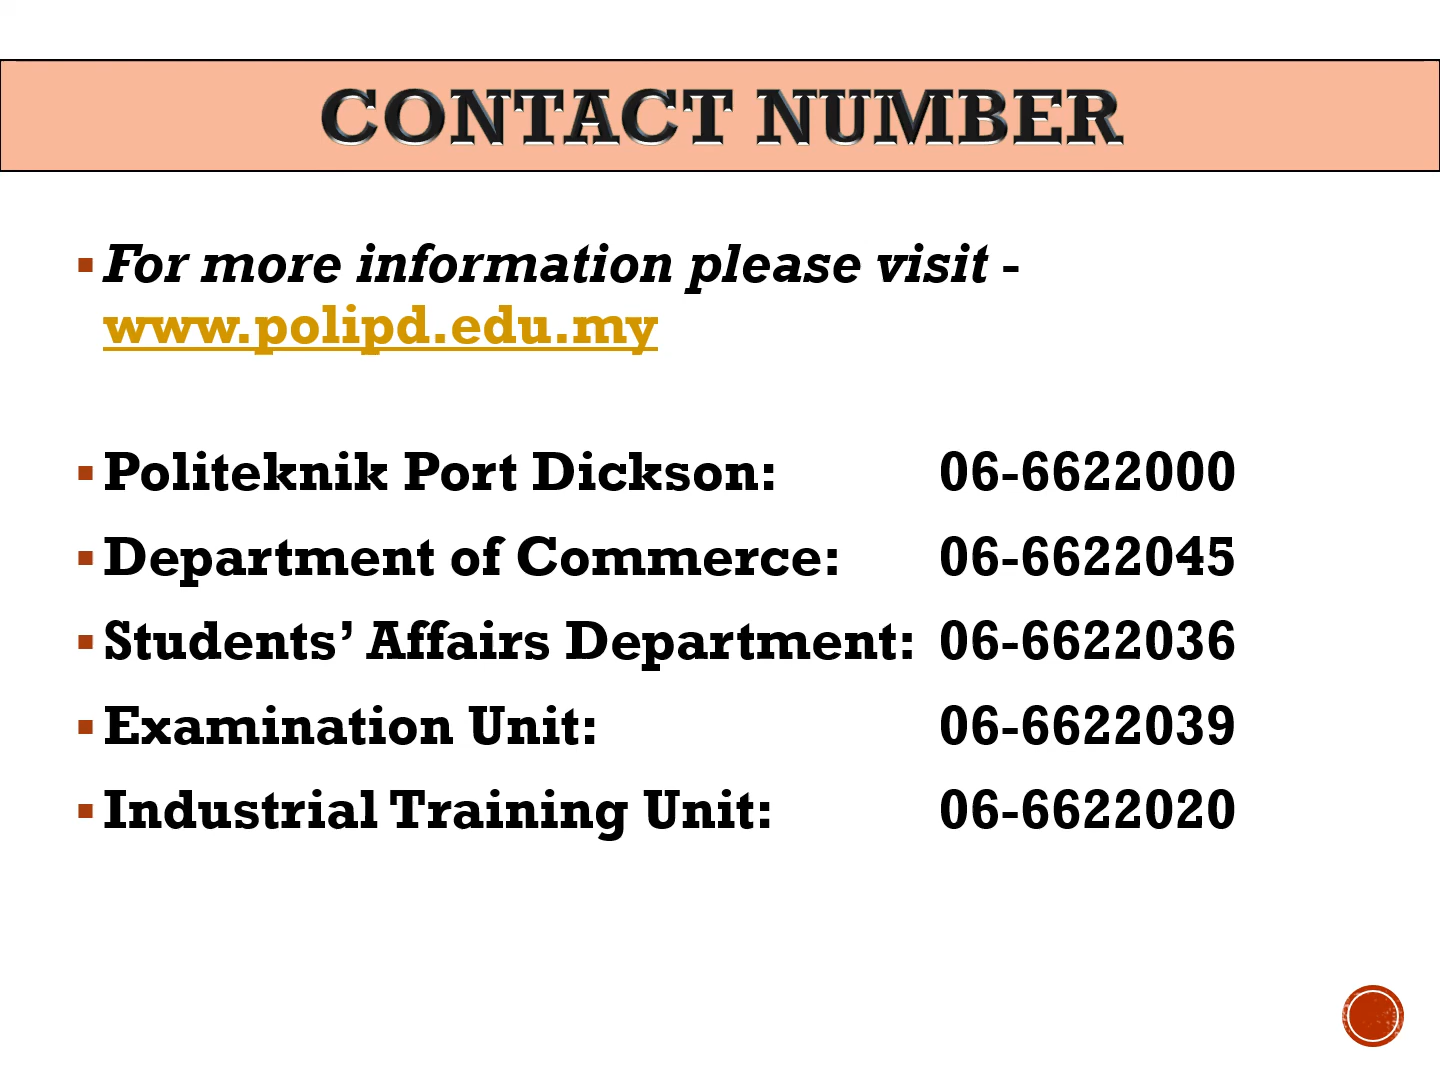 CONTACT NUMBER
▪ For more information please visit -
www.polipd.edu.my
▪ Politeknik Port Dickson: 06-6622000
▪ Department of Commerce: 06-6622045
▪ Students’ Affairs Department: 06-6622036
▪ Examination Unit: 06-6622039
▪ Industrial Training Unit: 06-6622020